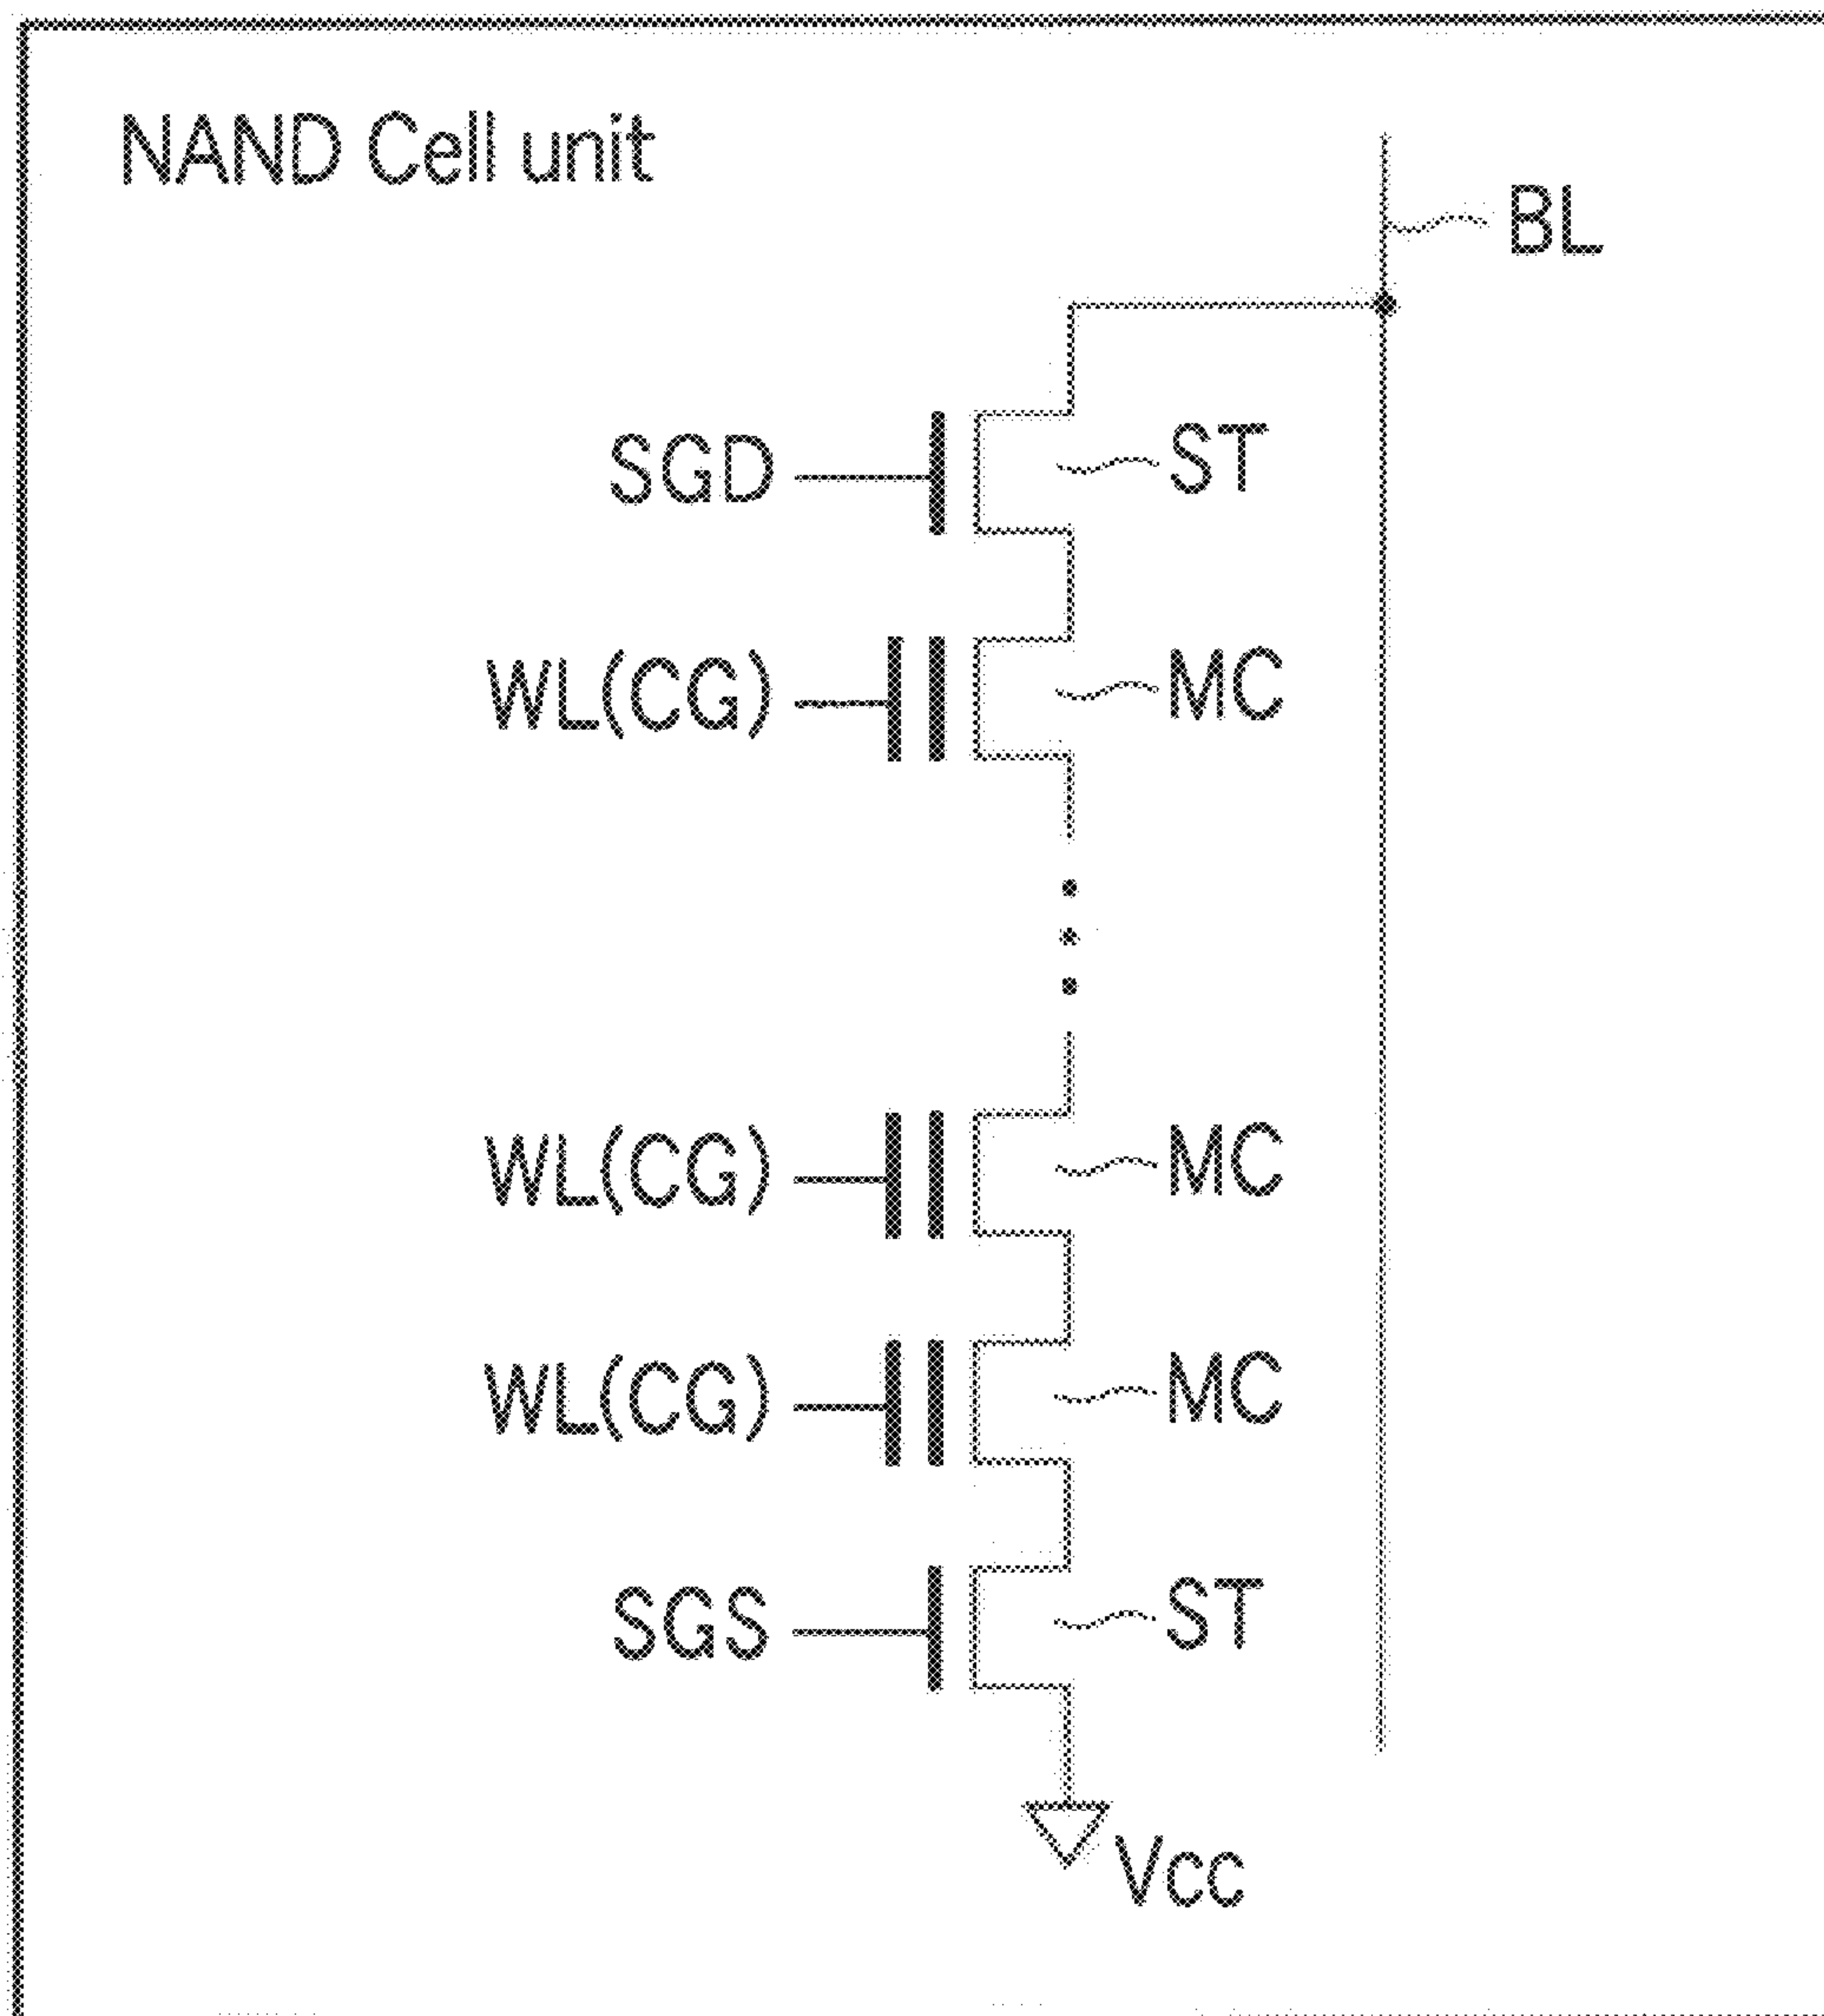 NAND Cell unit
BL
SGD ST
WL(CG) MC
WL(CG) MC
WL(CG) MC
SGS ST
Vcc